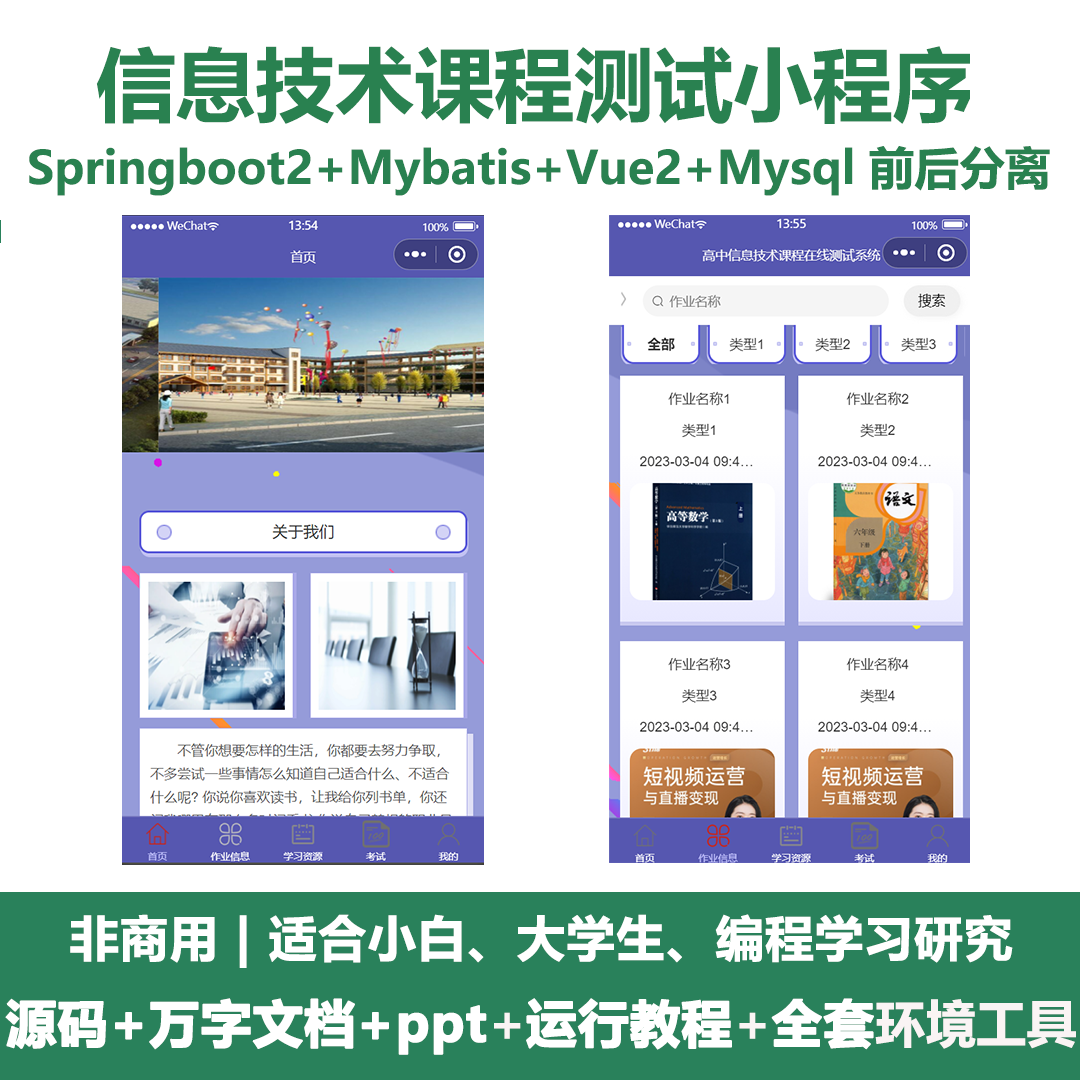 信息技术课程测试小程序
Springboot2+Mybatis+Vue2+Mysql 前后分离
WeChat 13:54 100%
首页
关于我们
不管你想要怎样的生活，你都要去努力争取，
不多尝试一些事情怎么知道自己适合什么、不适合
什么呢? 你说你喜欢读书，让我给你列书单，你还
首页 作业信息 学习资源 考试 我的
WeChat 13:55 100%
高中信息技术课程在线测试系统
作业名称 搜索
全部 类型1 类型2 类型3
作业名称1 作业名称2
类型1 类型2
2023-03-04 09:4... 2023-03-04 09:4...
高等数学 上册
语文
六年级
下册
作业名称3 作业名称4
类型3 类型4
2023-03-04 09:4... 2023-03-04 09:4...
短视频运营 短视频运营
与直播变现 与直播变现
首页 作业信息 学习资源 考试 我的
非商用｜适合小白、大学生、编程学习研究
源码+万字文档+ppt+运行教程+全套环境工具